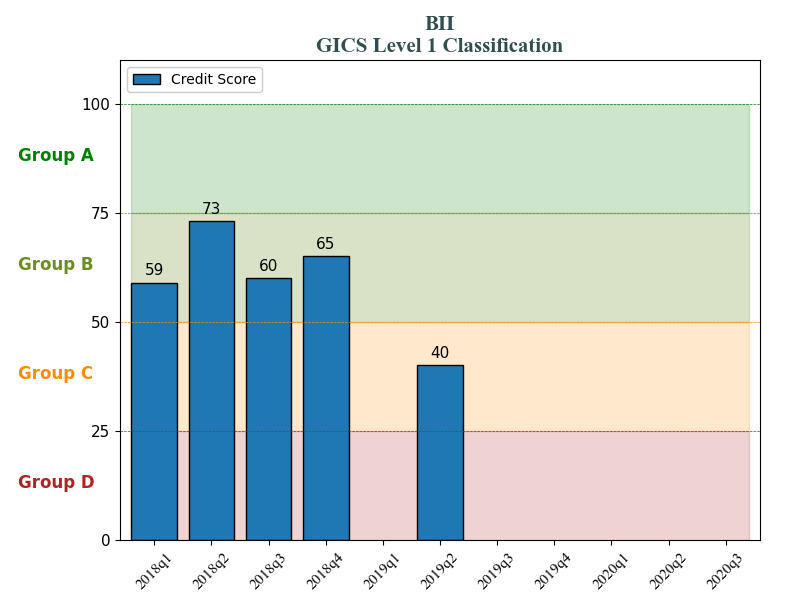 BII
GICS Level 1 Classification
Credit Score
100
Group A
75
73
65
Group B
59
60
50
40
Group C
25
Group D
0
2018q1 2018q2 2018q3 2018q4 2019q1 2019q2 2019q3 2019q4 2020q1 2020q2 2020q3